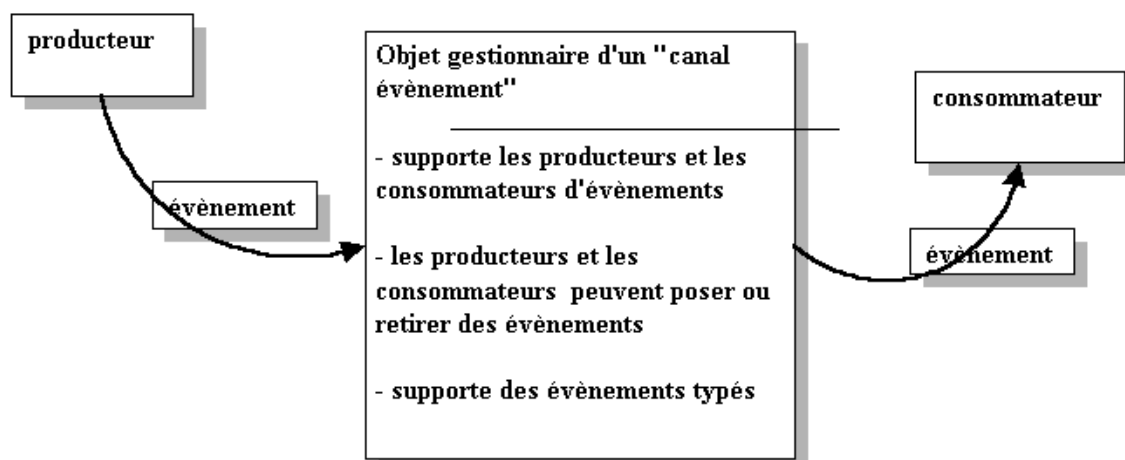 producteur
évènement
Objet gestionnaire d'un "canal
évènement"
- supporte les producteurs et les
consommateurs d'évènements
- les producteurs et les
consommateurs peuvent poser ou
retirer des évènements
- supporte des évènements typés
consommateur
évènement